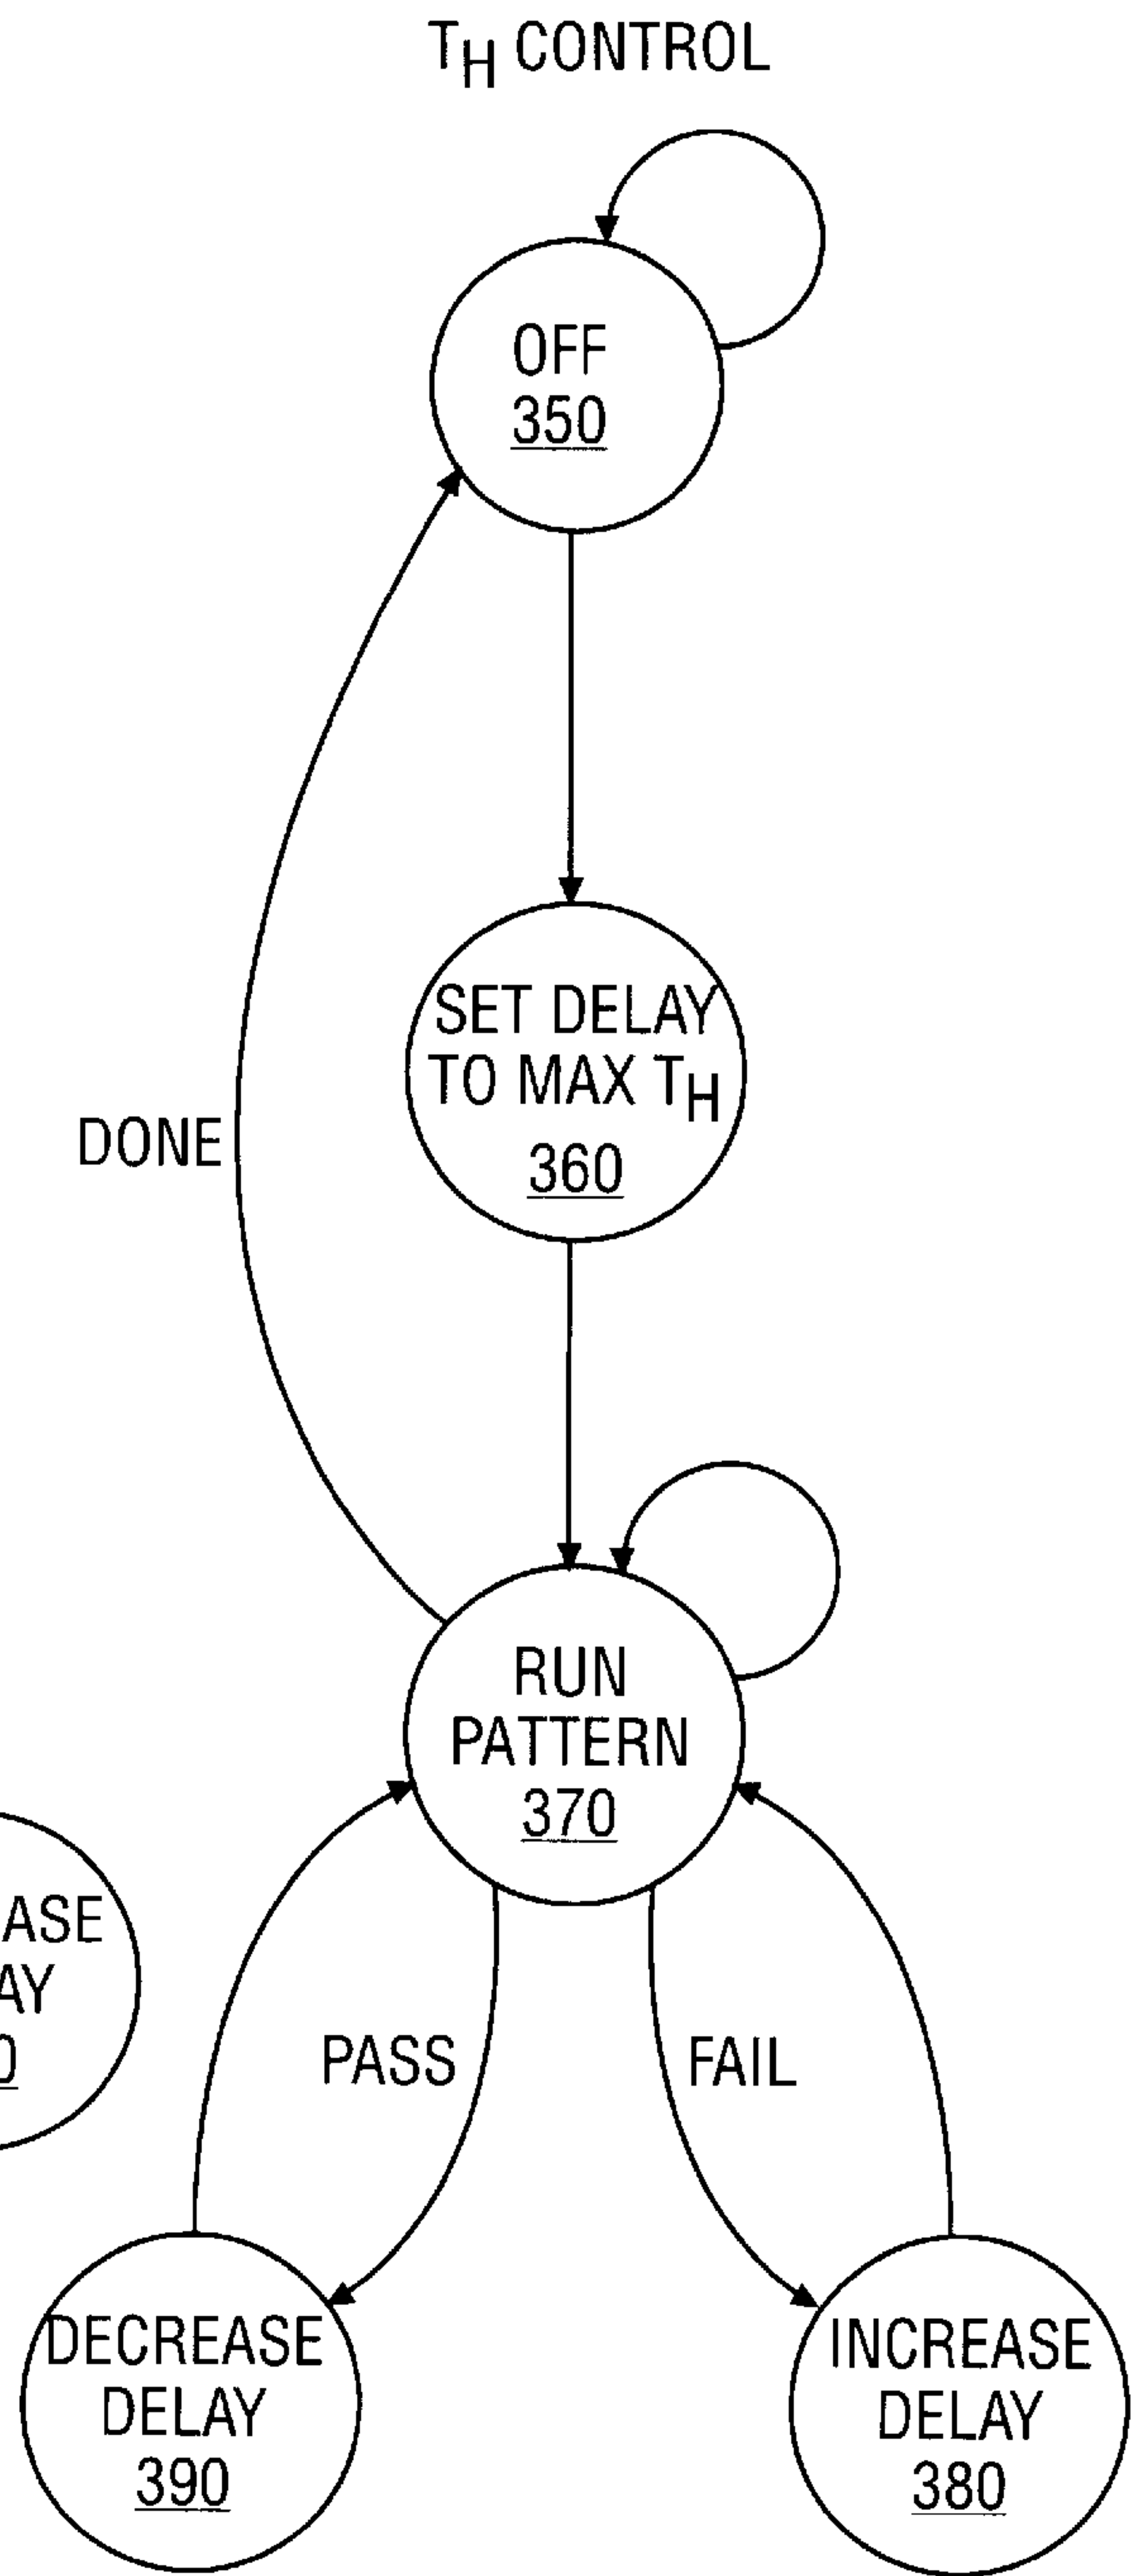 TH CONTROL
OFF
350
SET DELAY
TO MAX TH
360
DONE
RUN
PATTERN
370
PASS
FAIL
DECREASE
DELAY
390
INCREASE
DELAY
380